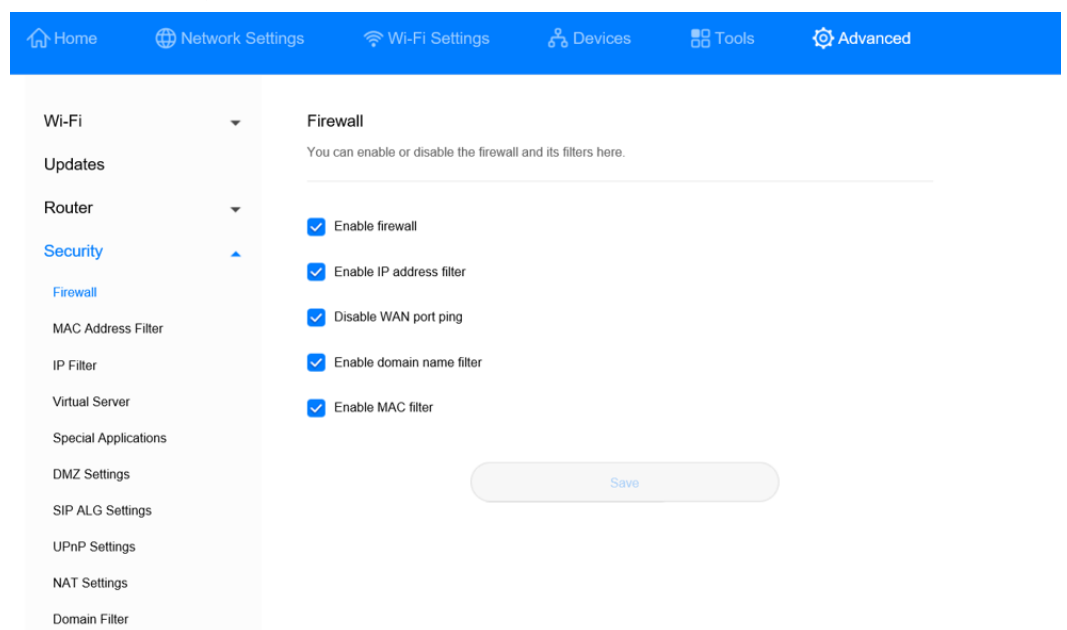 Home Network Settings Wi-Fi Settings Devices Tools Advanced
Wi-Fi
Updates
Router
Security
Firewall
MAC Address Filter
IP Filter
Virtual Server
Special Applications
DMZ Settings
SIP ALG Settings
UPnP Settings
NAT Settings
Domain Filter
Firewall
You can enable or disable the firewall and its filters here.
Enable firewall
Enable IP address filter
Disable WAN port ping
Enable domain name filter
Enable MAC filter
Save